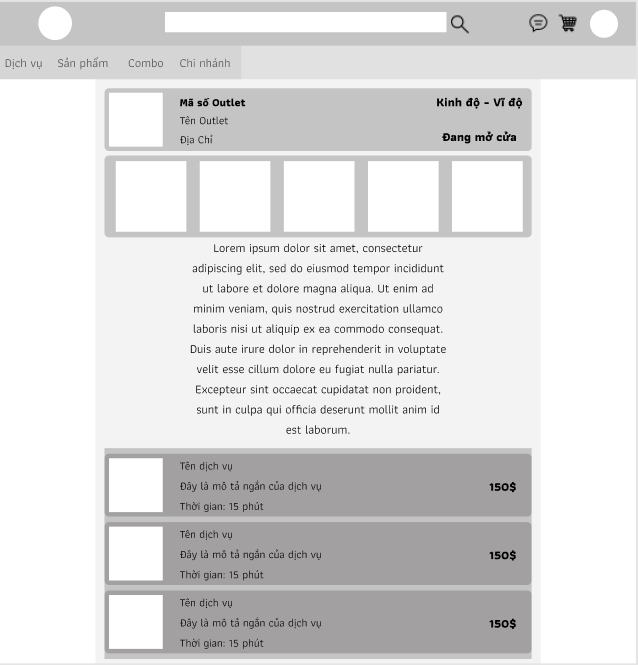 Dịch vụ Sản phẩm Combo Chi nhánh
Mã số Outlet
Kinh độ - Vĩ độ
Tên Outlet
Địa Chỉ
Đang mở cửa
Lorem ipsum dolor sit amet, consectetur
adipiscing elit, sed do eiusmod tempor incididunt
ut labore et dolore magna aliqua. Ut enim ad
minim veniam, quis nostrud exercitation ullamco
laboris nisi ut aliquip ex ea commodo consequat.
Duis aute irure dolor in reprehenderit in voluptate
velit esse cillum dolore eu fugiat nulla pariatur.
Excepteur sint occaecat cupidatat non proident,
sunt in culpa qui officia deserunt mollit anim id
est laborum.
Tên dịch vụ
Đây là mô tả ngắn của dịch vụ
150$
Thời gian: 15 phút
Tên dịch vụ
Đây là mô tả ngắn của dịch vụ
150$
Thời gian: 15 phút
Tên dịch vụ
Đây là mô tả ngắn của dịch vụ
150$
Thời gian: 15 phút